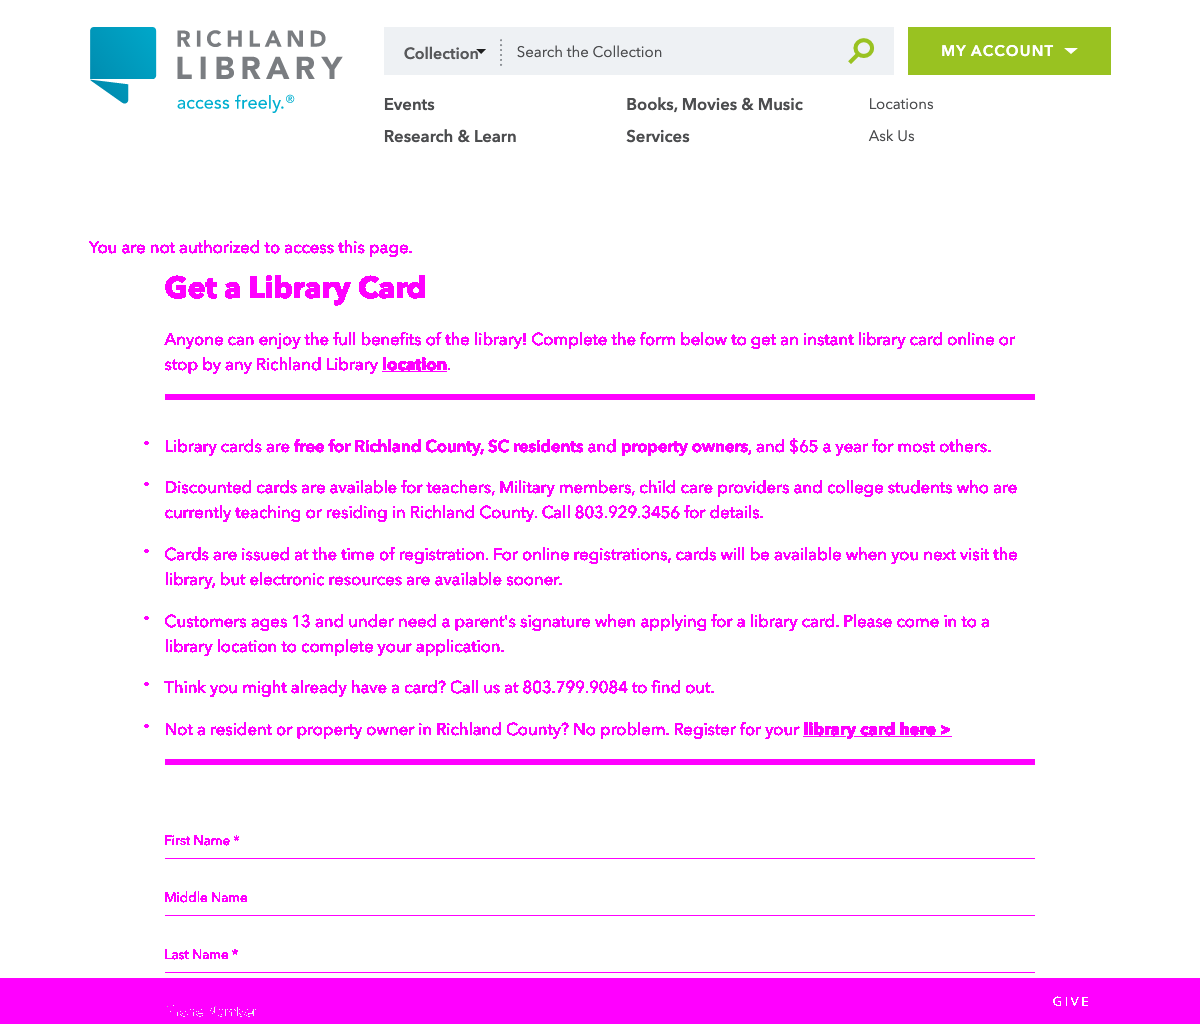 RICHLAND
LIBRARY
access freely.®
Collection
Search the Collection
MY ACCOUNT
Events
Books, Movies & Music
Locations
Research & Learn
Services
Ask Us
You are not authorized to access this page.
Get a Library Card
Anyone can enjoy the full benefits of the library! Complete the form below to get an instant library card online or
stop by any Richland Library location.
• Library cards are free for Richland County, SC residents and property owners, and $65 a year for most others.
• Discounted cards are available for teachers, Military members, child care providers and college students who are
currently teaching or residing in Richland County. Call 803.929.3456 for details.
• Cards are issued at the time of registration. For online registrations, cards will be available when you next visit the
library, but electronic resources are available sooner.
• Customers ages 13 and under need a parent's signature when applying for a library card. Please come in to a
library location to complete your application.
• Think you might already have a card? Call us at 803.799.9084 to find out.
• Not a resident or property owner in Richland County? No problem. Register for your library card here >
First Name *
Middle Name
Last Name *
Phone Number
GIVE